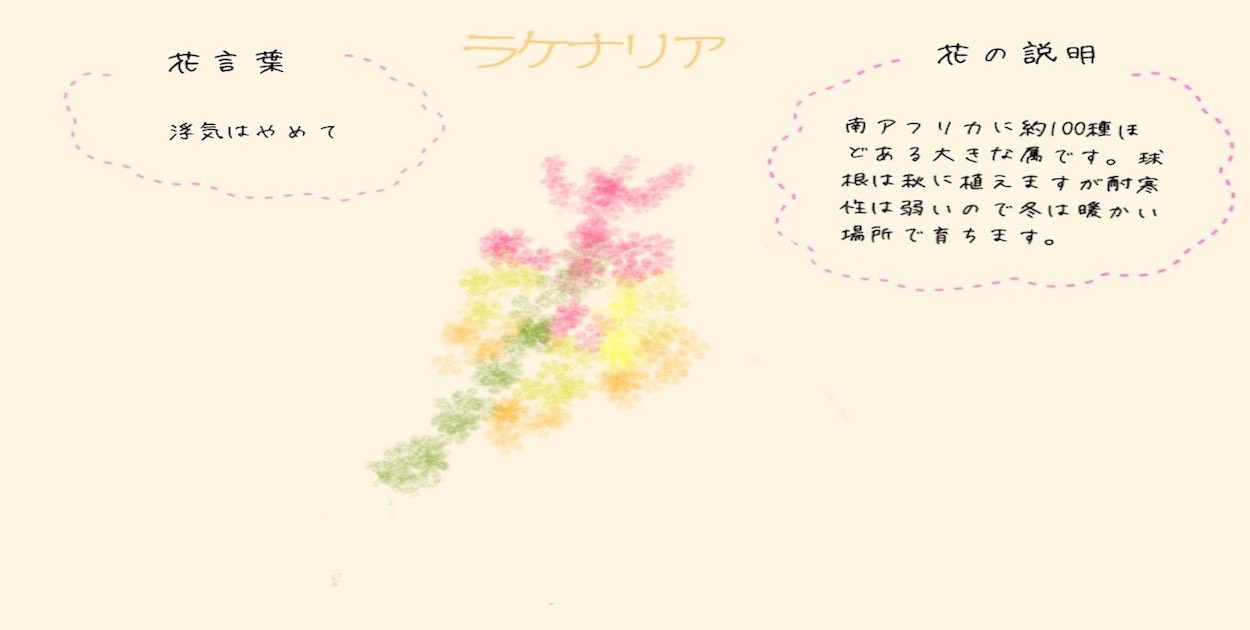 ラケナリア
花言葉
浮気はやめて
花の説明
南アフリカに約100種ほ
どある大きな属です。球
根は秋に植えますが耐寒
性は弱いので冬は暖かい
場所で育ちます。